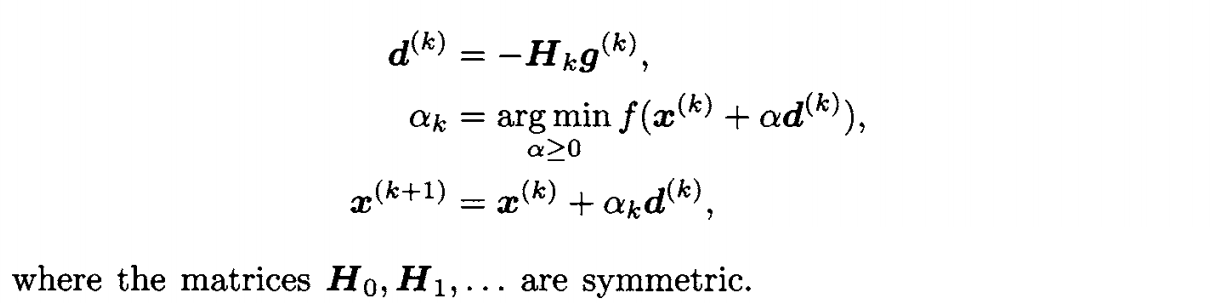 d^{(k)} = -H_k g^{(k)},
α_k = arg min_{α≥0} f(x^{(k)} + αd^{(k)}),
x^{(k+1)} = x^{(k)} + α_k d^{(k)},
where the matrices H_0, H_1, ... are symmetric.